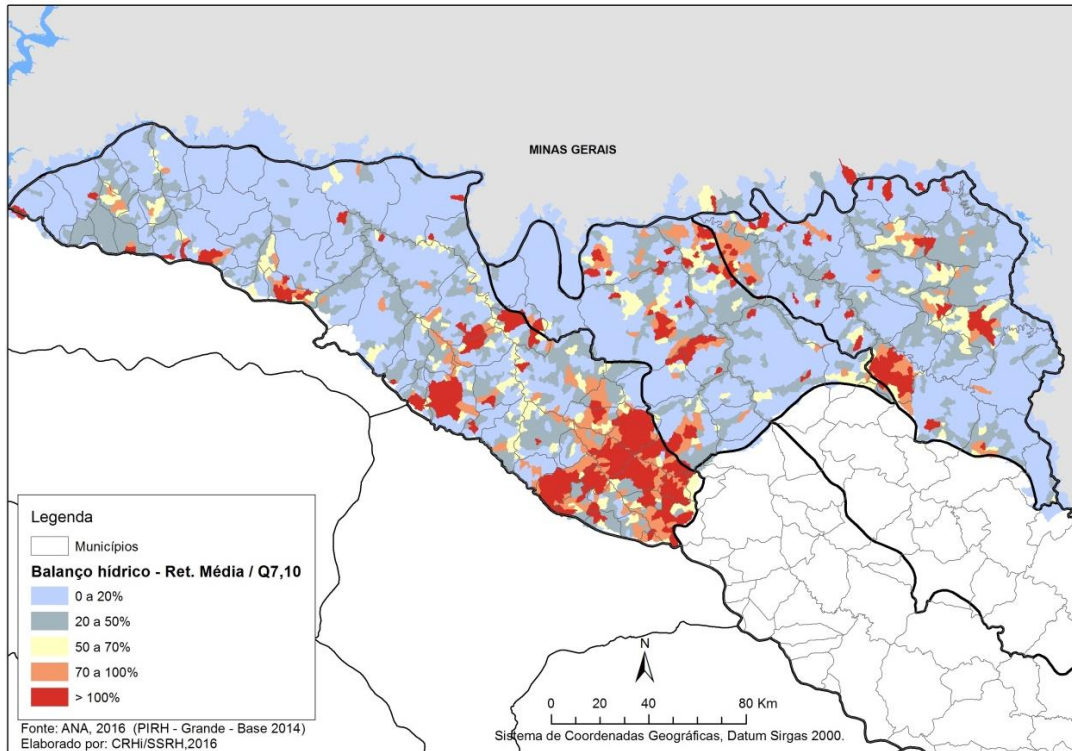 MINAS GERAIS
Legenda
Municípios
Balanço hídrico - Ret. Média / Q7,10
0 a 20%
20 a 50%
50 a 70%
70 a 100%
> 100%
Fonte: ANA, 2016 (PIRH - Grande - Base 2014)
Elaborado por: CRHi/SSRH,2016
N
0 20 40 80 Km
Sistema de Coordenadas Geográficas, Datum Sirgas 2000.